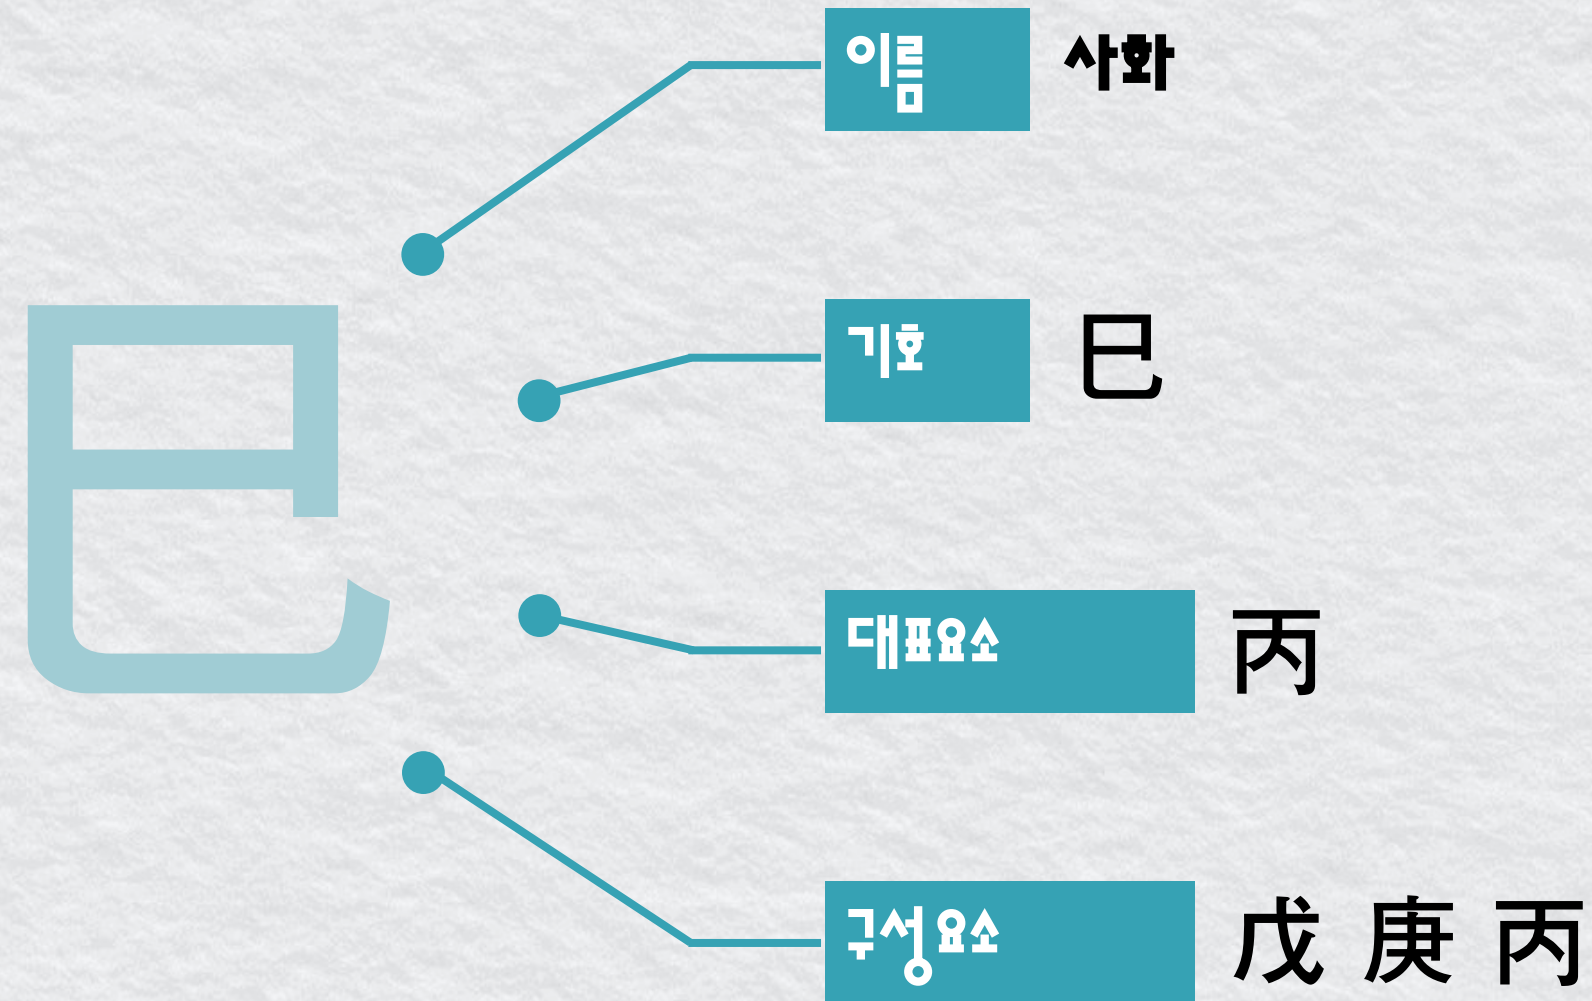 이름 사화
巳
기호 巳
대표요소 丙
구성요소 戊 庚 丙